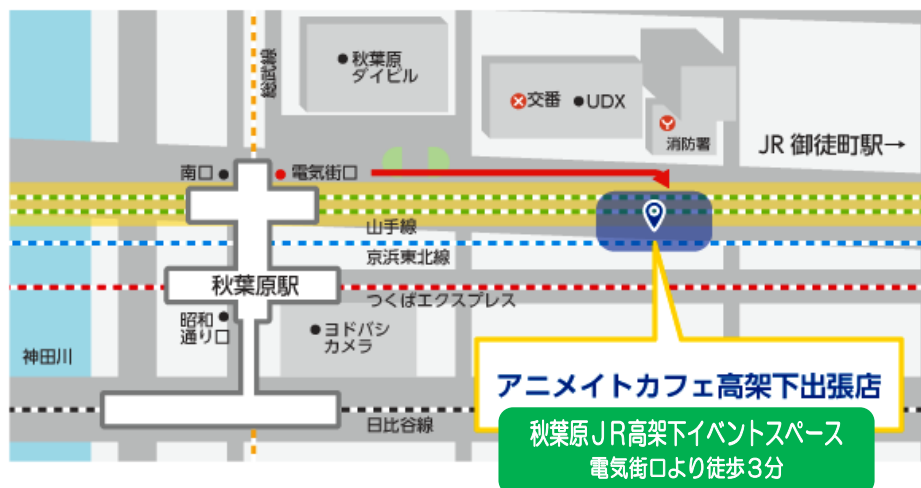 総武線
秋葉原
ダイビル
交番
UDX
消防署
JR 御徒町駅→
南口
電気街口
山手線
京浜東北線
秋葉原駅
つくばエクスプレス
昭和
通り口
ヨドバシ
カメラ
神田川
日比谷線
アニメイトカフェ高架下出張店
秋葉原JR高架下イベントスペース
電気街口より徒歩3分